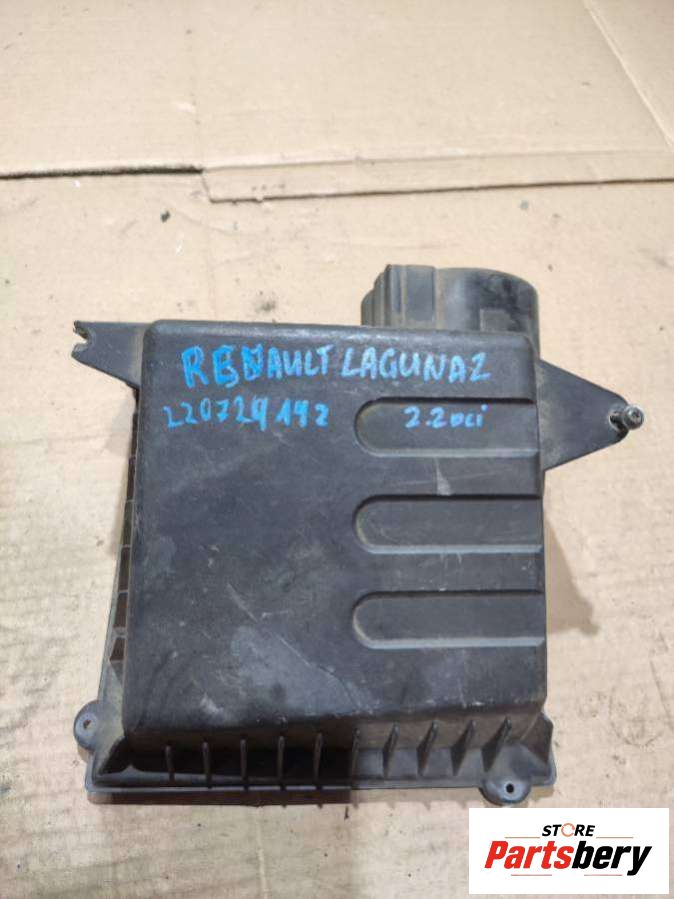 RENAULT LAGUNA2
220729142 2.2DCI
STORE
Partsbery